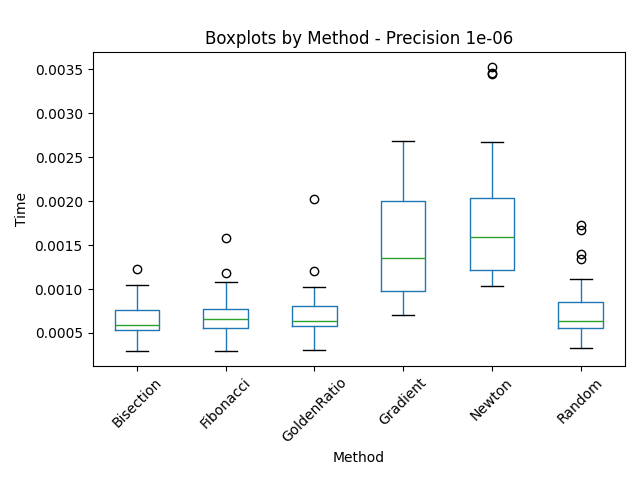 Boxplots by Method - Precision 1e-06
0.0035
0.0030
0.0025
0.0020
0.0015
0.0010
0.0005
Time
Bisection
Fibonacci
GoldenRatio
Gradient
Newton
Random
Method